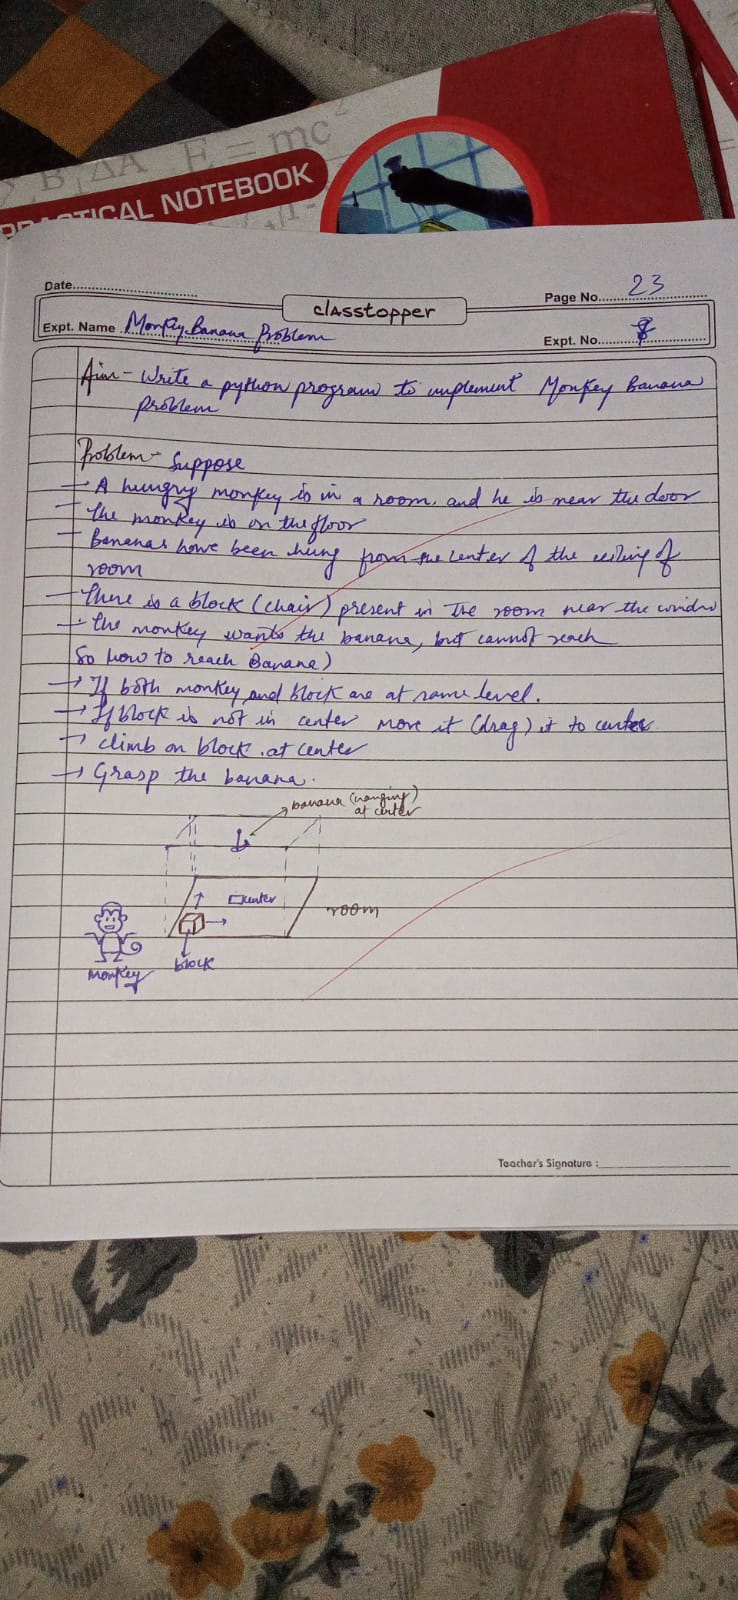 E = mc²
B ΔA
PRACTICAL NOTEBOOK
Date
Page No. 23
classtopper
Expt. Name Monkey Banana Problem
Expt. No.
Aim - Write a python program to implement Monkey Banana
problem
Problem - Suppose
- A hungry monkey is in a room, and he is near the door
- The monkey is on the floor
- Bananas have been hung from the center of the ceiling of
room
- There is a block (chair) present in the room near the window
- The monkey wants the banana, but cannot reach
So how to reach Banana)
→ If both monkey and block are at same level.
→ If block is not in center move it (drag) it to center
→ climb on block at center
→ Grasp the banana.
banana (hanging)
at center
center
room
block
Monkey
Teacher's Signature :